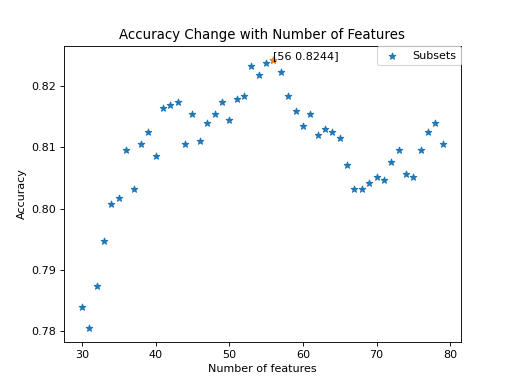 Accuracy Change with Number of Features
[56 0.8244]
Subsets
0.82
0.81
0.80
0.79
0.78
Accuracy
30 40 50 60 70 80
Number of features